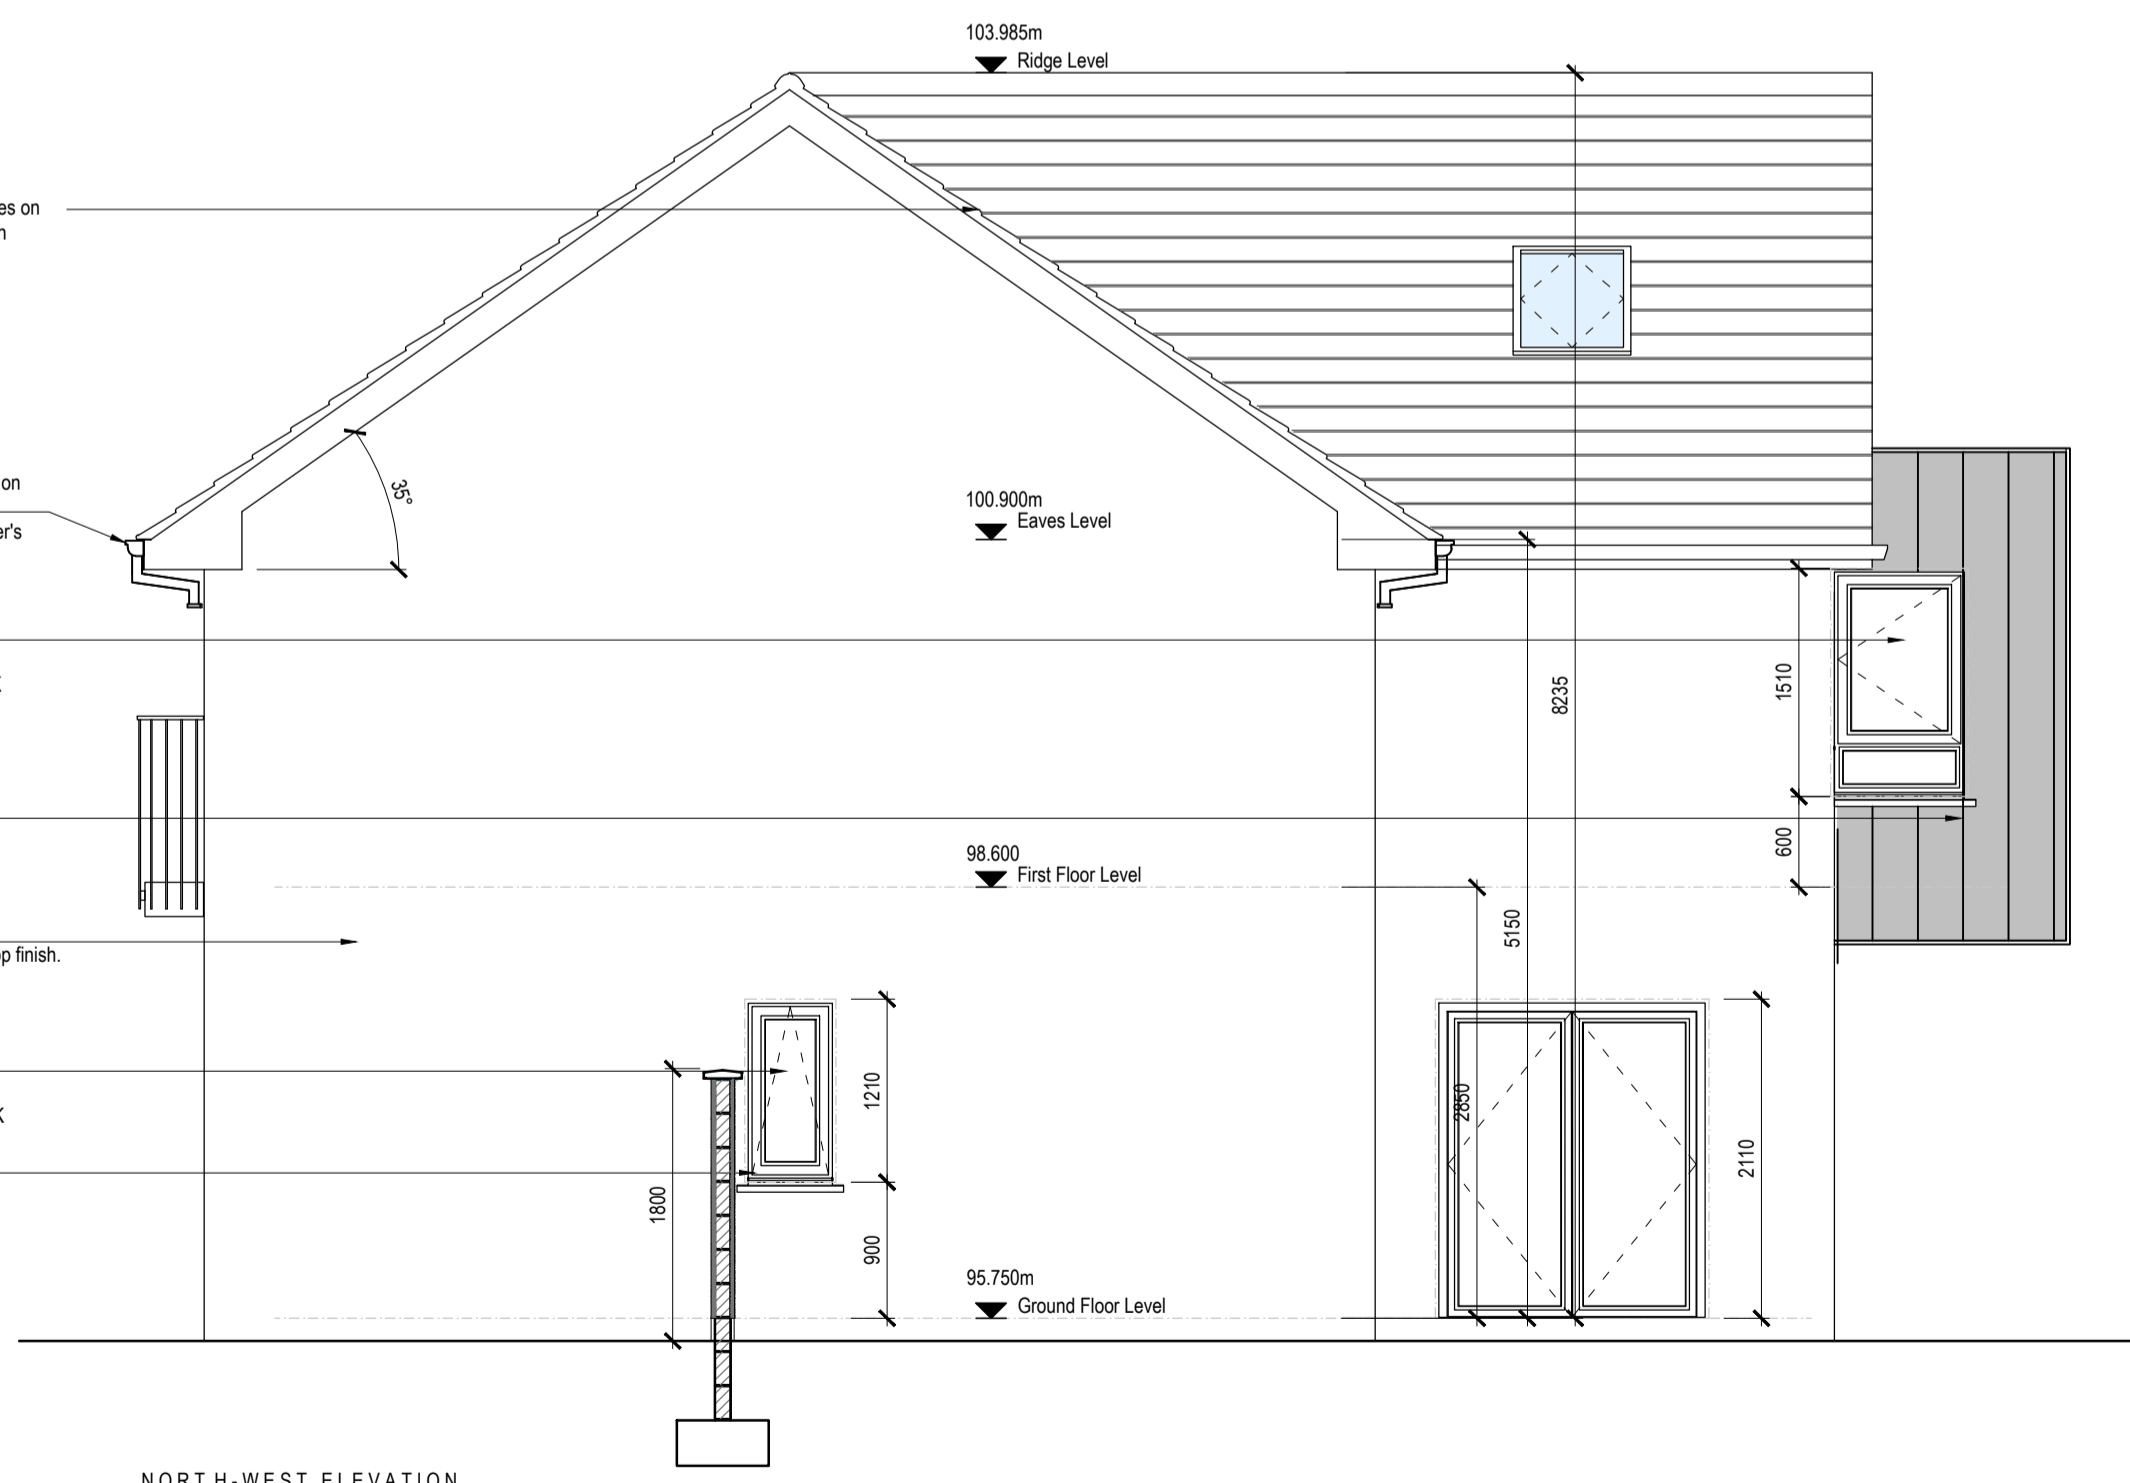 103.985m
Ridge Level
es on
35°
on
er's
100.900m
Eaves Level
1510
8235
600
98.600
First Floor Level
5150
op finish.
1210
2850
2110
1800
900
95.750m
Ground Floor Level
NORTH-WEST ELEVATION